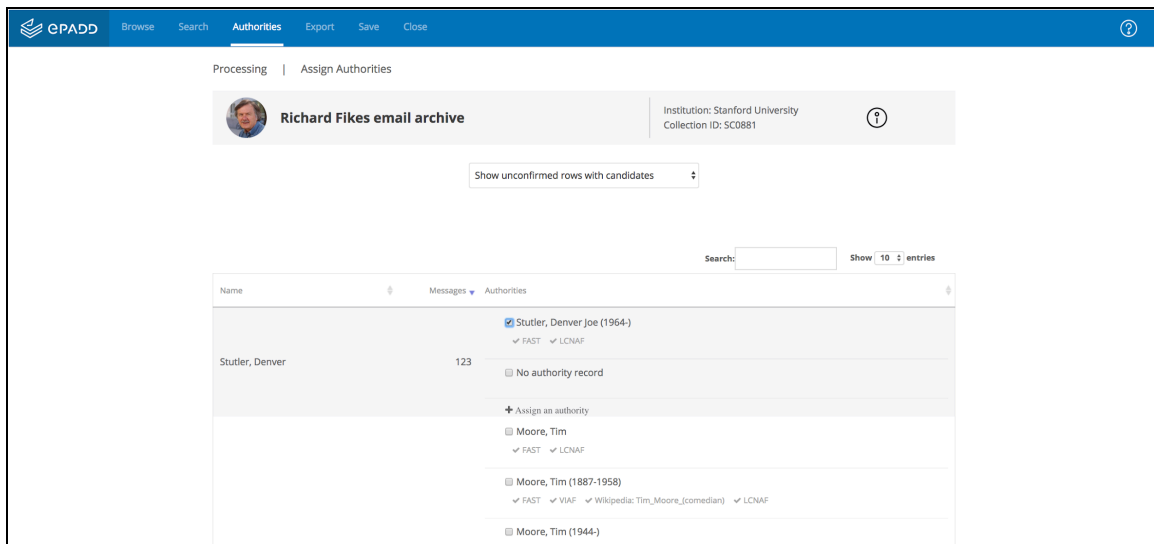 ePADD Browse Search Authorities Export Save Close ?
Processing | Assign Authorities
Richard Fikes email archive
Institution: Stanford University
Collection ID: SC0881
Show unconfirmed rows with candidates
Search: Show 10 entries
Name Messages Authorities
Stutler, Denver Joe (1964-)
✔ FAST ✔ LCNAF
Stutler, Denver 123
No authority record
+ Assign an authority
Moore, Tim
✔ FAST ✔ LCNAF
Moore, Tim (1887-1958)
✔ FAST ✔ VIAF ✔ Wikipedia: Tim_Moore_(comedian) ✔ LCNAF
Moore, Tim (1944-)